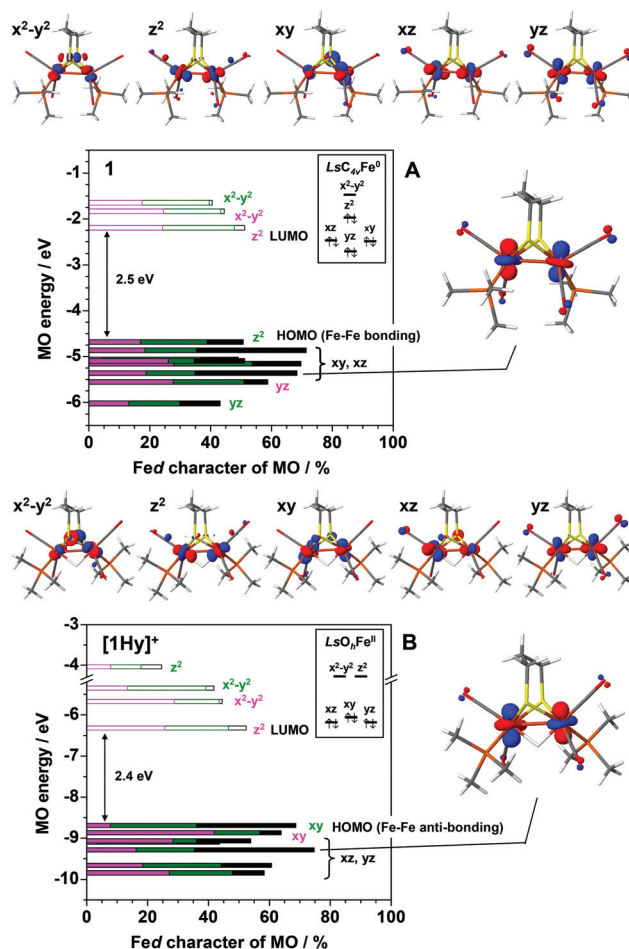 x²-y² z² xy xz yz
1
A
LsC4vFe⁰
x²-y²
z²
xz yz xy
x²-y²
x²-y²
z² LUMO
2.5 eV
z²
HOMO (Fe-Fe bonding)
xy, xz
yz
yz
-1
-2
-3
-4
-5
-6
MO energy / eV
0 20 40 60 80 100
Fed character of MO / %
x²-y² z² xy xz yz
[1Hy]⁺
B
LsOhFeᴵᴵ
x²-y² z²
xz xy yz
z²
x²-y²
x²-y²
z² LUMO
2.4 eV
xy
HOMO (Fe-Fe anti-bonding)
xy
xz, yz
-3
-4
-5
-6
-7
-8
-9
-10
MO energy / eV
0 20 40 60 80 100
Fed character of MO / %